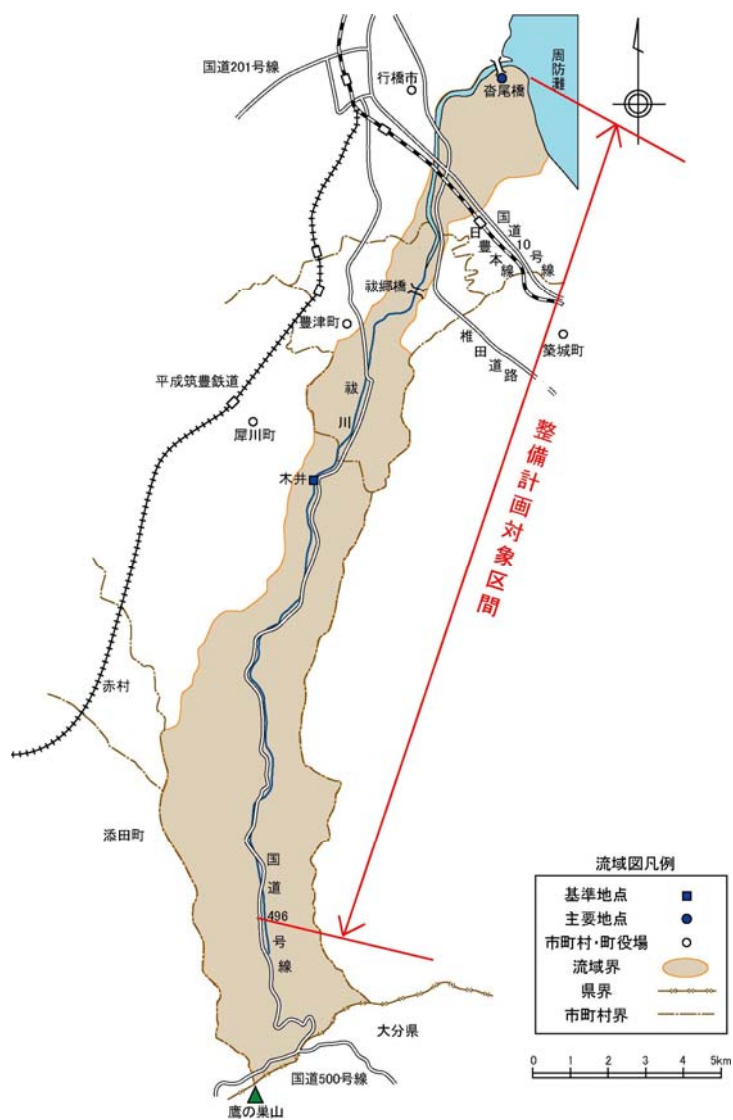 国道201号線
行橋市
沓尾橋
周防灘
国道10号線
日豊本線
祓郷橋
豊津町
椎田道路
築城町
平成筑豊鉄道
祓川
犀川町
木井
整備計画対象区間
赤村
添田町
国道496号線
大分県
国道500号線
鷹の巣山
流域図凡例
基準地点
主要地点
市町村・町役場
流域界
県界
市町村界
0 1 2 3 4 5km